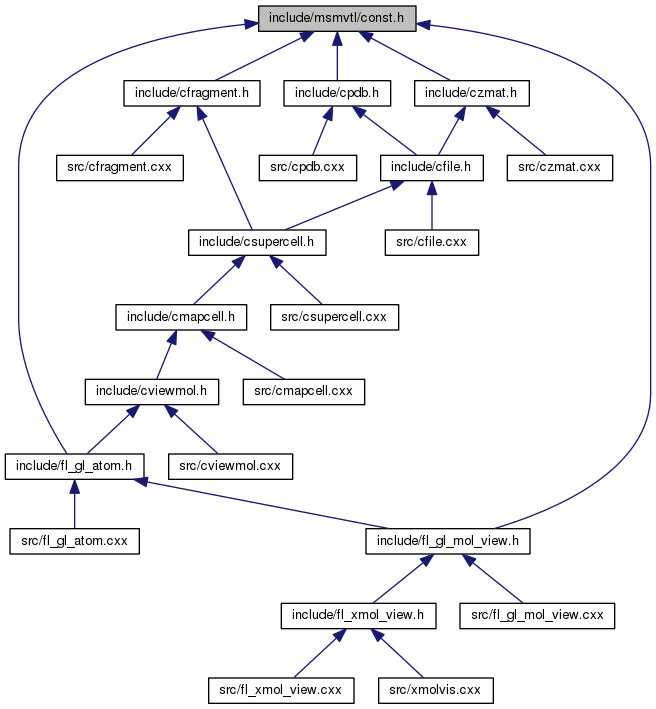 include/msmvtl/const.h
include/cfragment.h
include/cpdb.h
include/czmat.h
src/cfragment.cxx
src/cpdb.cxx
include/cfile.h
src/czmat.cxx
include/csupercell.h
src/cfile.cxx
include/cmapcell.h
src/csupercell.cxx
include/cviewmol.h
src/cmapcell.cxx
include/fl_gl_atom.h
src/cviewmol.cxx
src/fl_gl_atom.cxx
include/fl_gl_mol_view.h
include/fl_xmol_view.h
src/fl_gl_mol_view.cxx
src/fl_xmol_view.cxx
src/xmolvis.cxx